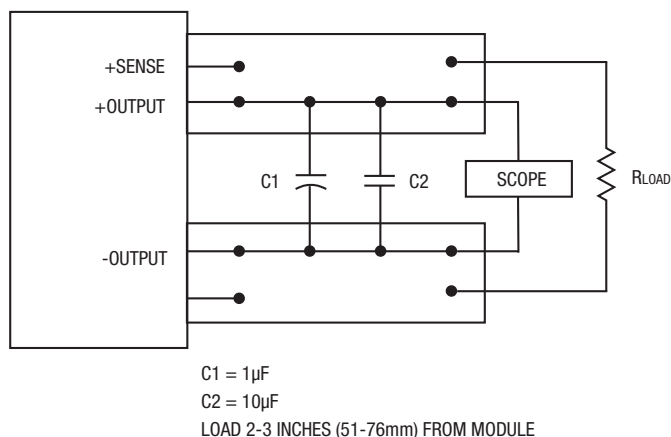 +SENSE
+OUTPUT
C1
C2
SCOPE
RLOAD
-OUTPUT
C1 = 1µF
C2 = 10µF
LOAD 2-3 INCHES (51-76mm) FROM MODULE